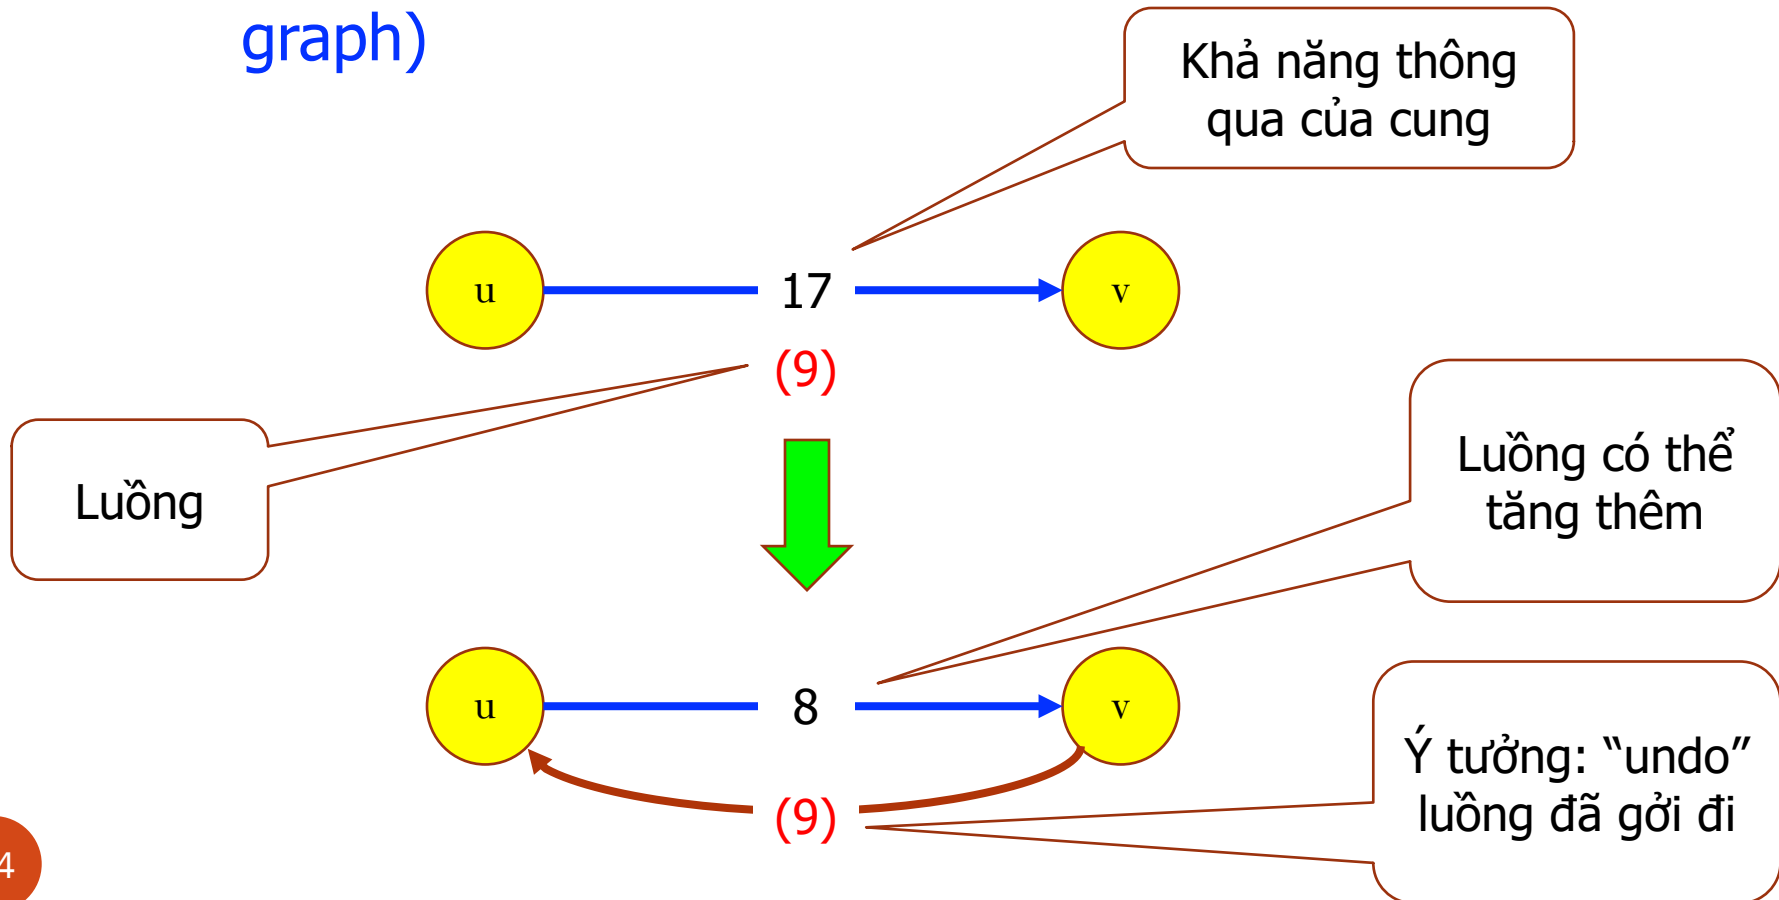 graph)
Khả năng thông
qua của cung
u
17
v
(9)
Luồng
Luồng có thể
tăng thêm
u
8
v
Ý tưởng: “undo”
luồng đã gởi đi
(9)
4